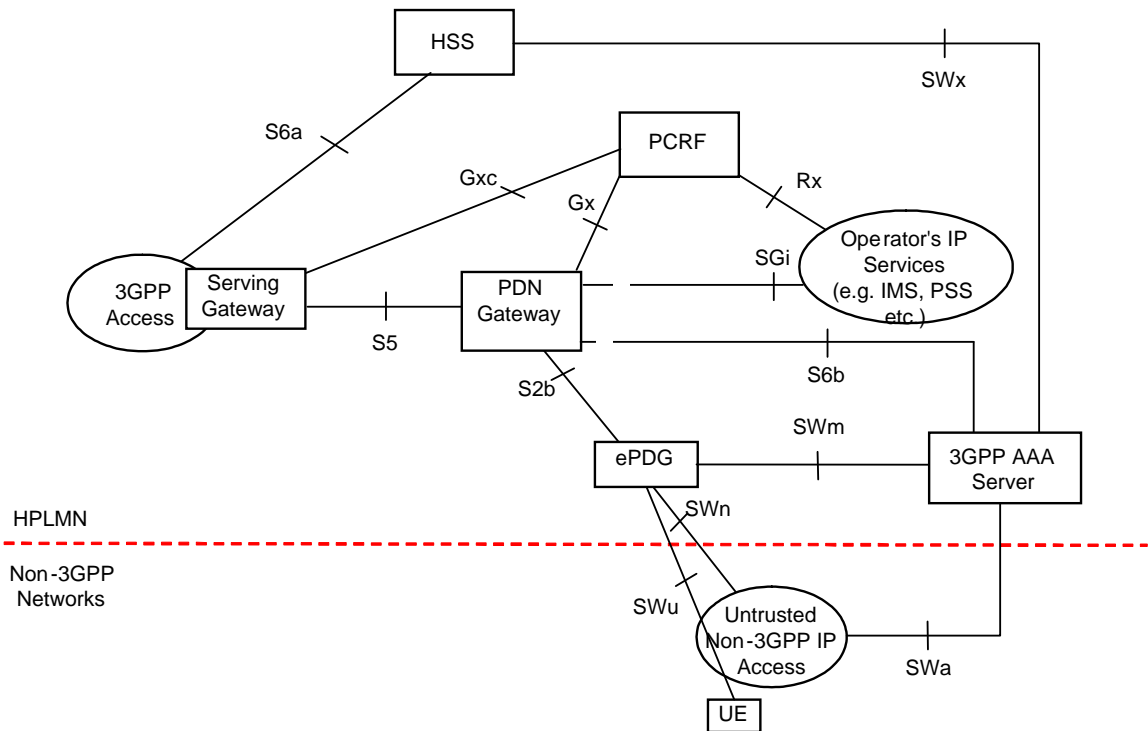 HSS
SWx
S6a
PCRF
Gxc
Rx
Gx
Operator's IP
Services
(e.g. IMS, PSS
etc.)
SGi
3GPP
Access
Serving
Gateway
PDN
Gateway
S5
S2b
S6b
SWm
ePDG
3GPP AAA
Server
SWn
HPLMN
Non-3GPP
Networks
SWu
Untrusted
Non-3GPP IP
Access
SWa
UE